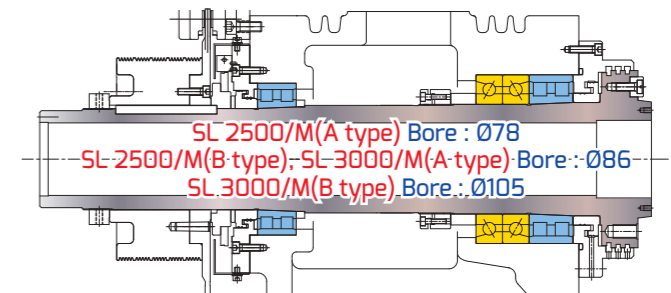 SL 2500/M(A type) Bore : Ø78
SL 2500/M(B type), SL 3000/M(A type) Bore : Ø86
SL 3000/M(B type) Bore : Ø105